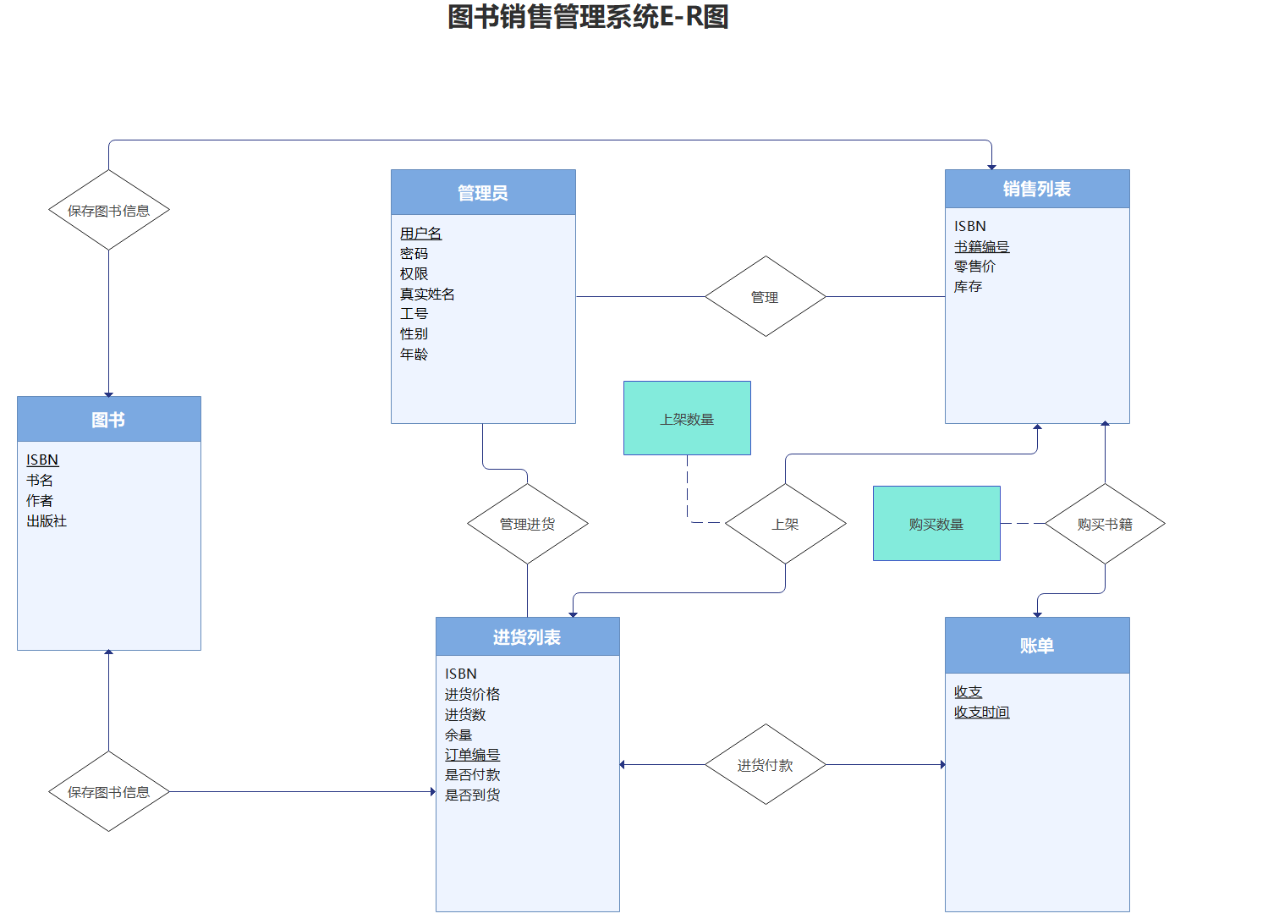 图书销售管理系统E-R图
保存图书信息
管理员
用户名
密码
权限
真实姓名
工号
性别
年龄
管理
销售列表
ISBN
书籍编号
零售价
库存
图书
ISBN
书名
作者
出版社
上架数量
管理进货
上架
购买数量
购买书籍
进货列表
ISBN
进货价格
进货数
余量
订单编号
是否付款
是否到货
账单
收支
收支时间
进货付款
保存图书信息